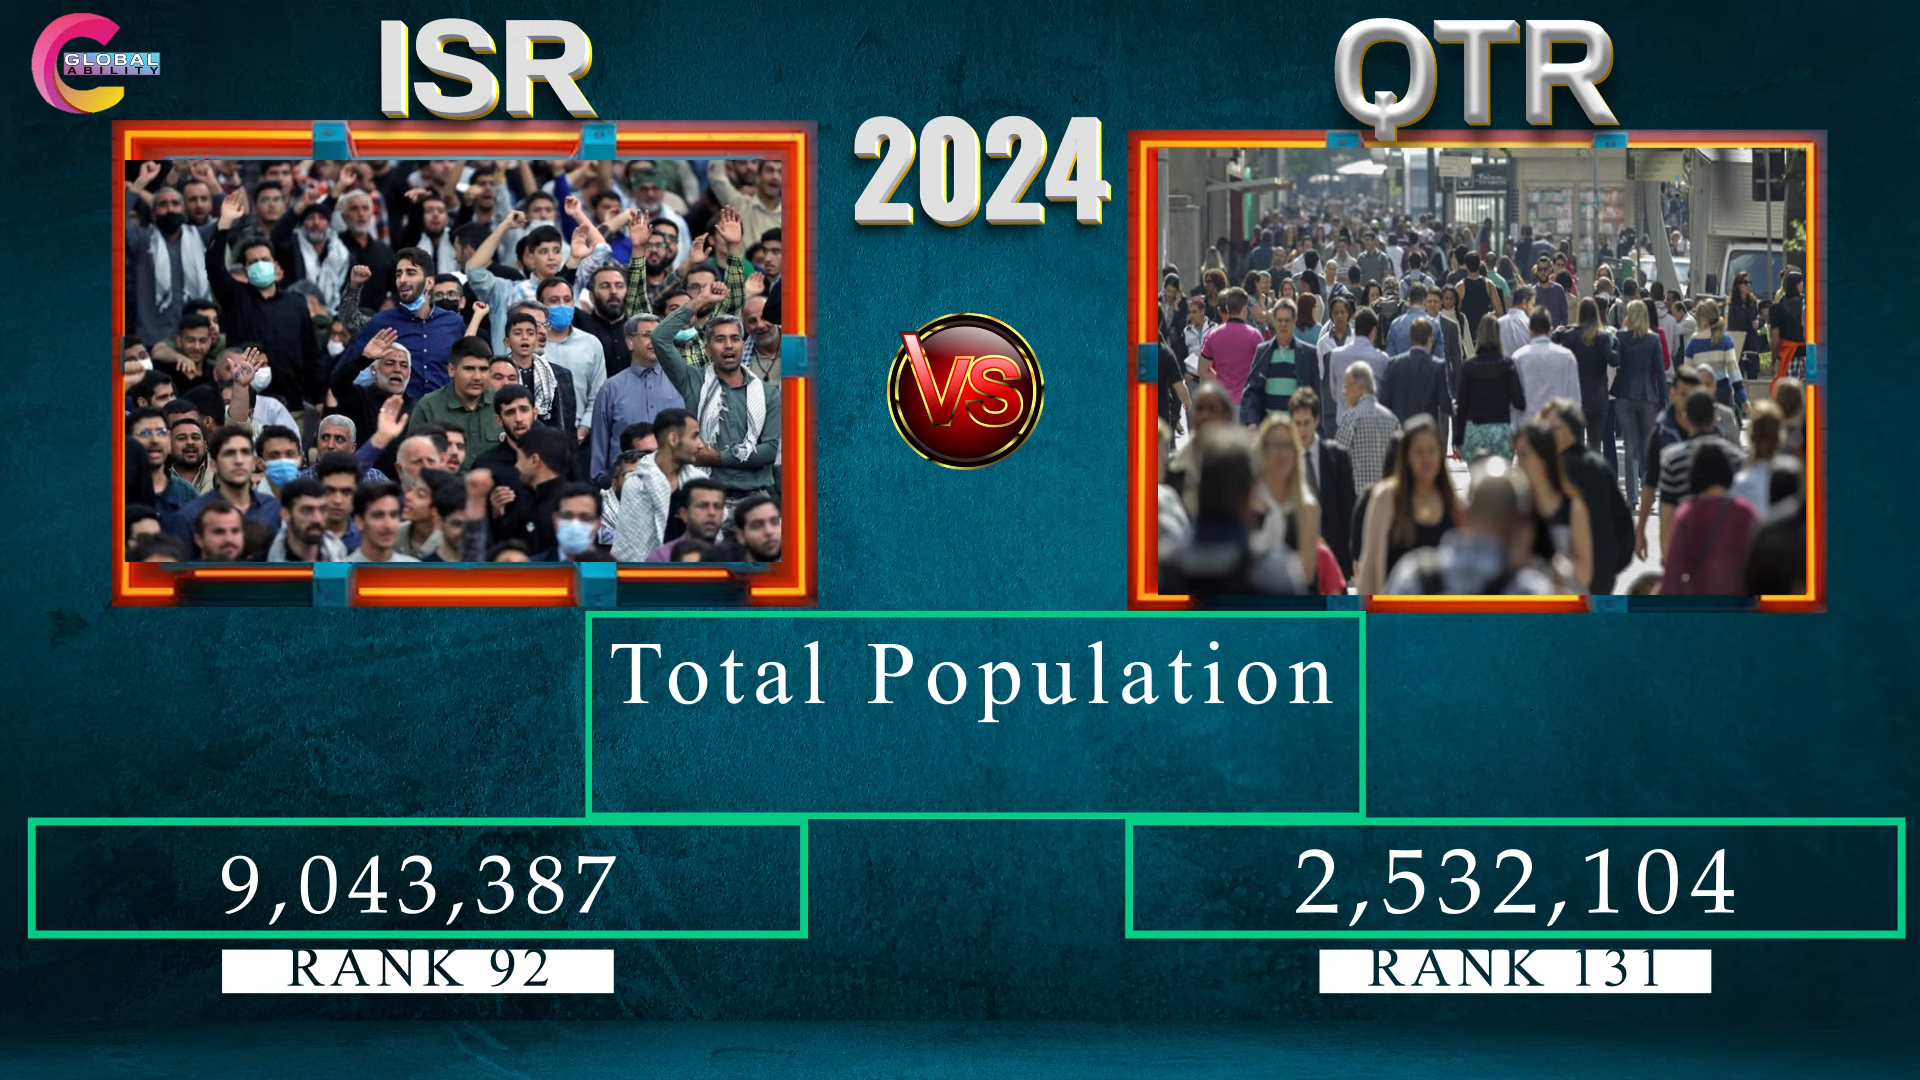 GLOBAL
ABILITY
ISR
QTR
2024
VS
Total Population
9,043,387
2,532,104
RANK 92
RANK 131